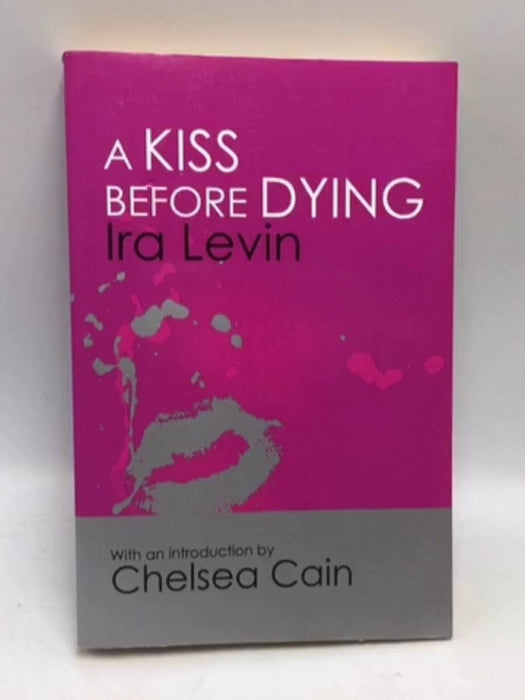 A KISS
BEFORE DYING
Ira Levin
With an introduction by
Chelsea Cain